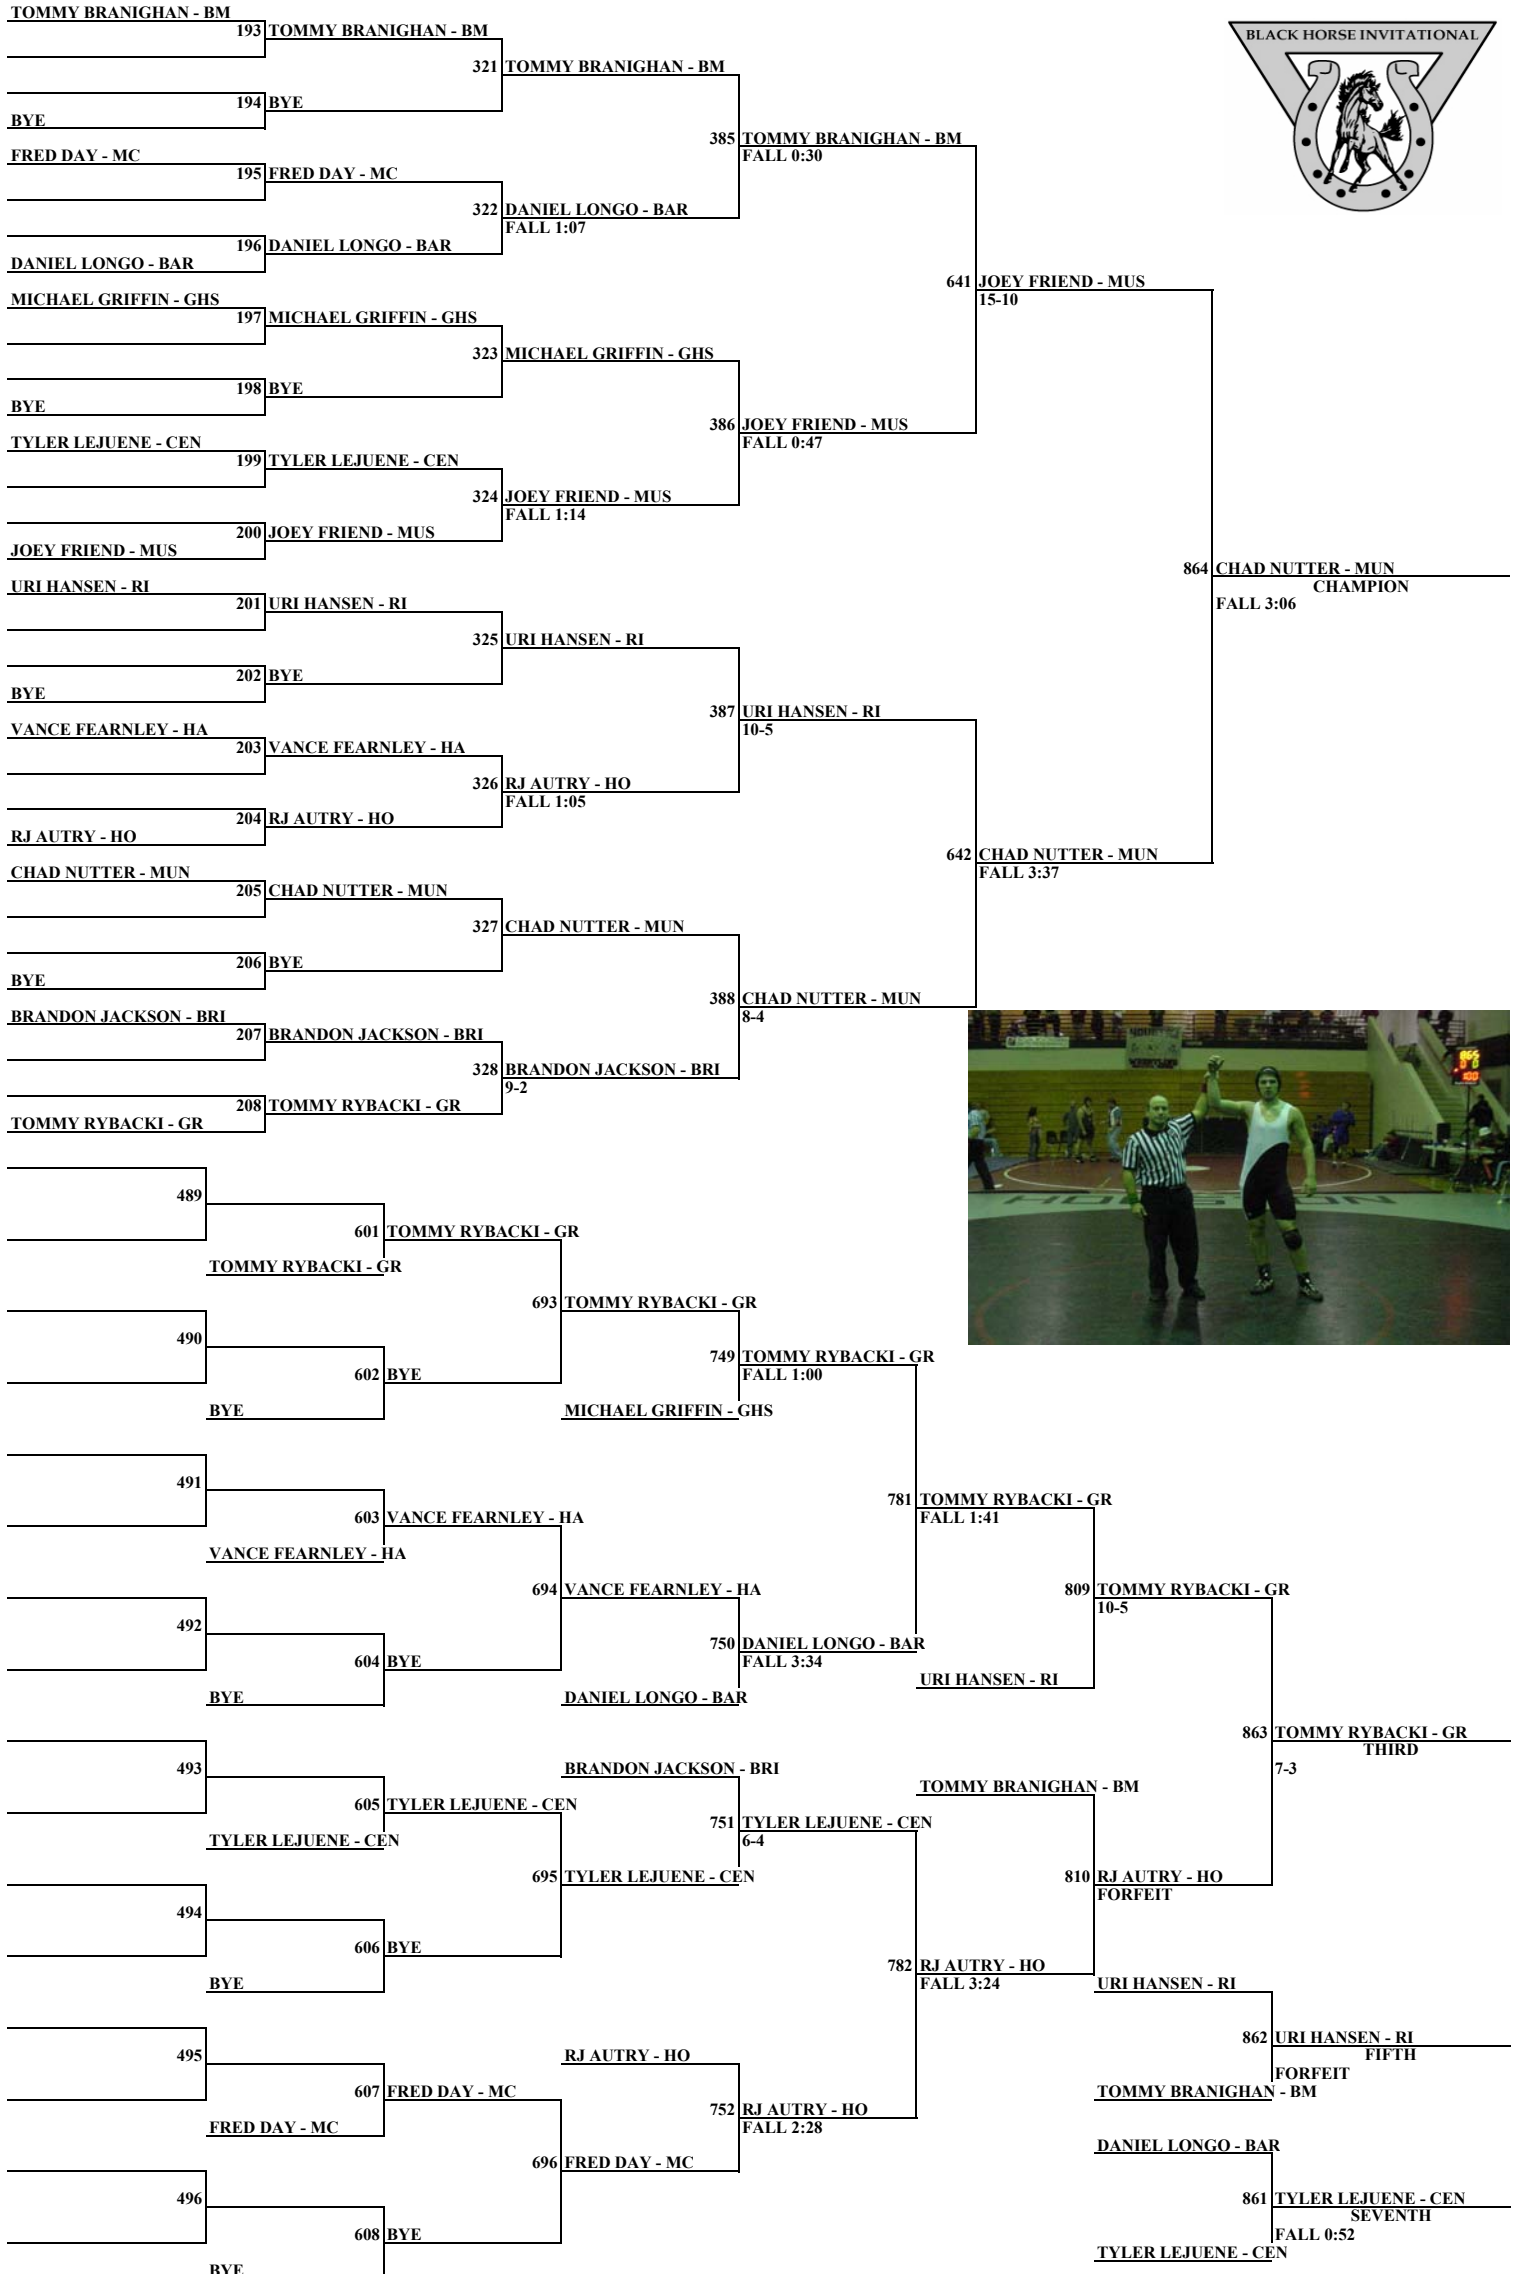 TOMMY BRANIGHAN - BM
193 TOMMY BRANIGHAN - BM
321 TOMMY BRANIGHAN - BM
194 BYE
BYE
385 TOMMY BRANIGHAN - BM
FALL 0:30
FRED DAY - MC
195 FRED DAY - MC
322 DANIEL LONGO - BAR
FALL 1:07
196 DANIEL LONGO - BAR
DANIEL LONGO - BAR
641 JOEY FRIEND - MUS
15-10
MICHAEL GRIFFIN - GHS
197 MICHAEL GRIFFIN - GHS
323 MICHAEL GRIFFIN - GHS
198 BYE
BYE
386 JOEY FRIEND - MUS
FALL 0:47
TYLER LEJUENE - CEN
199 TYLER LEJUENE - CEN
324 JOEY FRIEND - MUS
FALL 1:14
200 JOEY FRIEND - MUS
JOEY FRIEND - MUS
864 CHAD NUTTER - MUN
CHAMPION
FALL 3:06
URI HANSEN - RI
201 URI HANSEN - RI
325 URI HANSEN - RI
202 BYE
BYE
387 URI HANSEN - RI
10-5
VANCE FEARNLEY - HA
203 VANCE FEARNLEY - HA
326 RJ AUTRY - HO
FALL 1:05
204 RJ AUTRY - HO
RJ AUTRY - HO
642 CHAD NUTTER - MUN
FALL 3:37
CHAD NUTTER - MUN
205 CHAD NUTTER - MUN
327 CHAD NUTTER - MUN
206 BYE
BYE
388 CHAD NUTTER - MUN
8-4
BRANDON JACKSON - BRI
207 BRANDON JACKSON - BRI
328 BRANDON JACKSON - BRI
9-2
208 TOMMY RYBACKI - GR
TOMMY RYBACKI - GR
BLACK HORSE INVITATIONAL
865
0 0
1:00
HOUSTON
489
601 TOMMY RYBACKI - GR
TOMMY RYBACKI - GR
693 TOMMY RYBACKI - GR
490
602 BYE
BYE
749 TOMMY RYBACKI - GR
FALL 1:00
MICHAEL GRIFFIN - GHS
491
603 VANCE FEARNLEY - HA
VANCE FEARNLEY - HA
781 TOMMY RYBACKI - GR
FALL 1:41
694 VANCE FEARNLEY - HA
492
604 BYE
BYE
750 DANIEL LONGO - BAR
FALL 3:34
DANIEL LONGO - BAR
809 TOMMY RYBACKI - GR
10-5
URI HANSEN - RI
863 TOMMY RYBACKI - GR
THIRD
7-3
493
605 TYLER LEJUENE - CEN
TYLER LEJUENE - CEN
BRANDON JACKSON - BRI
751 TYLER LEJUENE - CEN
6-4
695 TYLER LEJUENE - CEN
TOMMY BRANIGHAN - BM
810 RJ AUTRY - HO
FORFEIT
494
606 BYE
BYE
782 RJ AUTRY - HO
FALL 3:24
495
607 FRED DAY - MC
FRED DAY - MC
RJ AUTRY - HO
752 RJ AUTRY - HO
FALL 2:28
696 FRED DAY - MC
496
608 BYE
BYE
URI HANSEN - RI
862 URI HANSEN - RI
FIFTH
FORFEIT
TOMMY BRANIGHAN - BM
DANIEL LONGO - BAR
861 TYLER LEJUENE - CEN
SEVENTH
FALL 0:52
TYLER LEJUENE - CEN